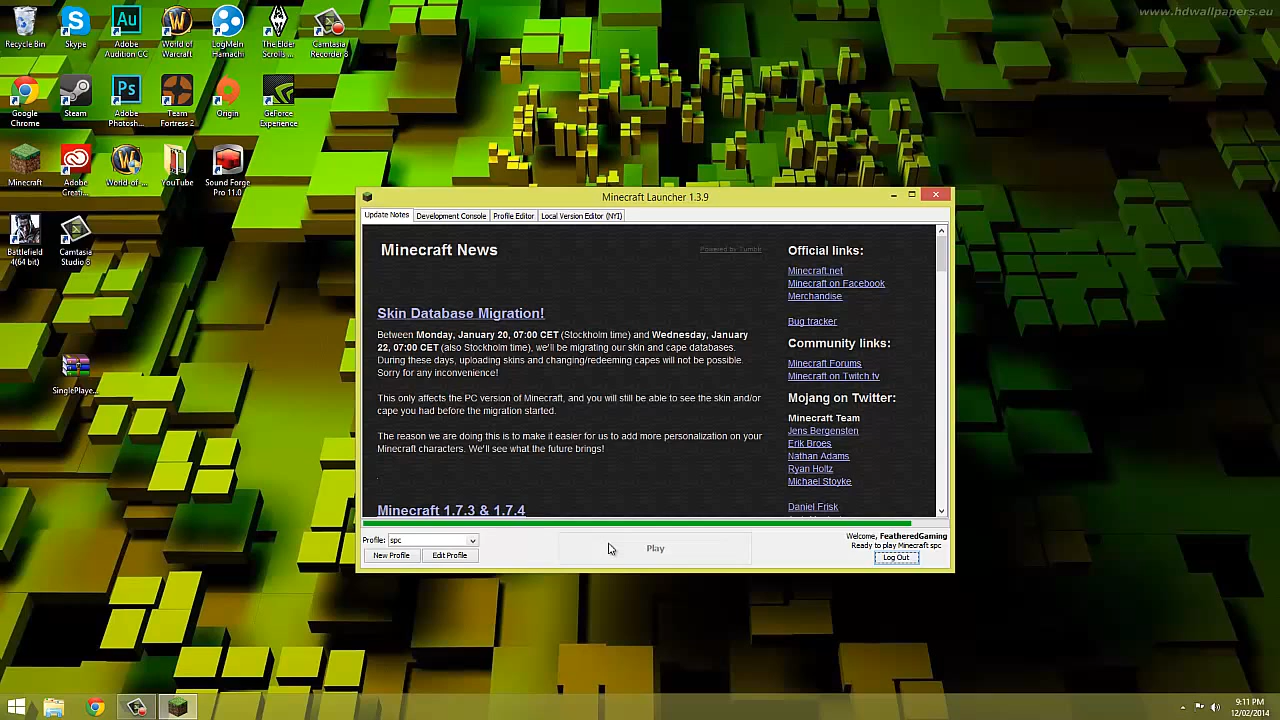 www.hdwallpapers.eu
Recycle Bin
Skype
Adobe Audition CC
World of Warcraft
LogMeIn Hamachi
The Elder Scrolls ...
Camtasia Recorder 8
Google Chrome
Steam
Adobe Photosh...
Team Fortress 2
Origin
GeForce Experience
Minecraft
Adobe Creati...
World-of-...
YouTube
Sound Forge Pro 11.0
Battlefield 4(64 bit)
Camtasia Studio 8
SinglePlaye...
Minecraft Launcher 1.3.9
Update Notes
Development Console
Profile Editor
Local Version Editor (NYI)
Minecraft News
Powered by Tumblr
Skin Database Migration!
Between Monday, January 20, 07:00 CET (Stockholm time) and Wednesday, January
22, 07:00 CET (also Stockholm time), we'll be migrating our skin and cape databases.
During these days, uploading skins and changing/redeeming capes will not be possible.
Sorry for any inconvenience!
This only affects the PC version of Minecraft, and you will still be able to see the skin and/or
cape you had before the migration started.
The reason we are doing this is to make it easier for us to add more personalization on your
Minecraft characters. We'll see what the future brings!
.
Minecraft 1.7.3 & 1.7.4
Official links:
Minecraft.net
Minecraft on Facebook
Merchandise
Bug tracker
Community links:
Minecraft Forums
Minecraft on Twitch.tv
Mojang on Twitter:
Minecraft Team
Jens Bergensten
Erik Broes
Nathan Adams
Ryan Holtz
Michael Stoyke
Daniel Frisk
Profile: spc
New Profile
Edit Profile
Play
Welcome, FeatheredGaming
Ready to play Minecraft spc
Log Out
9:11 PM
12/02/2014